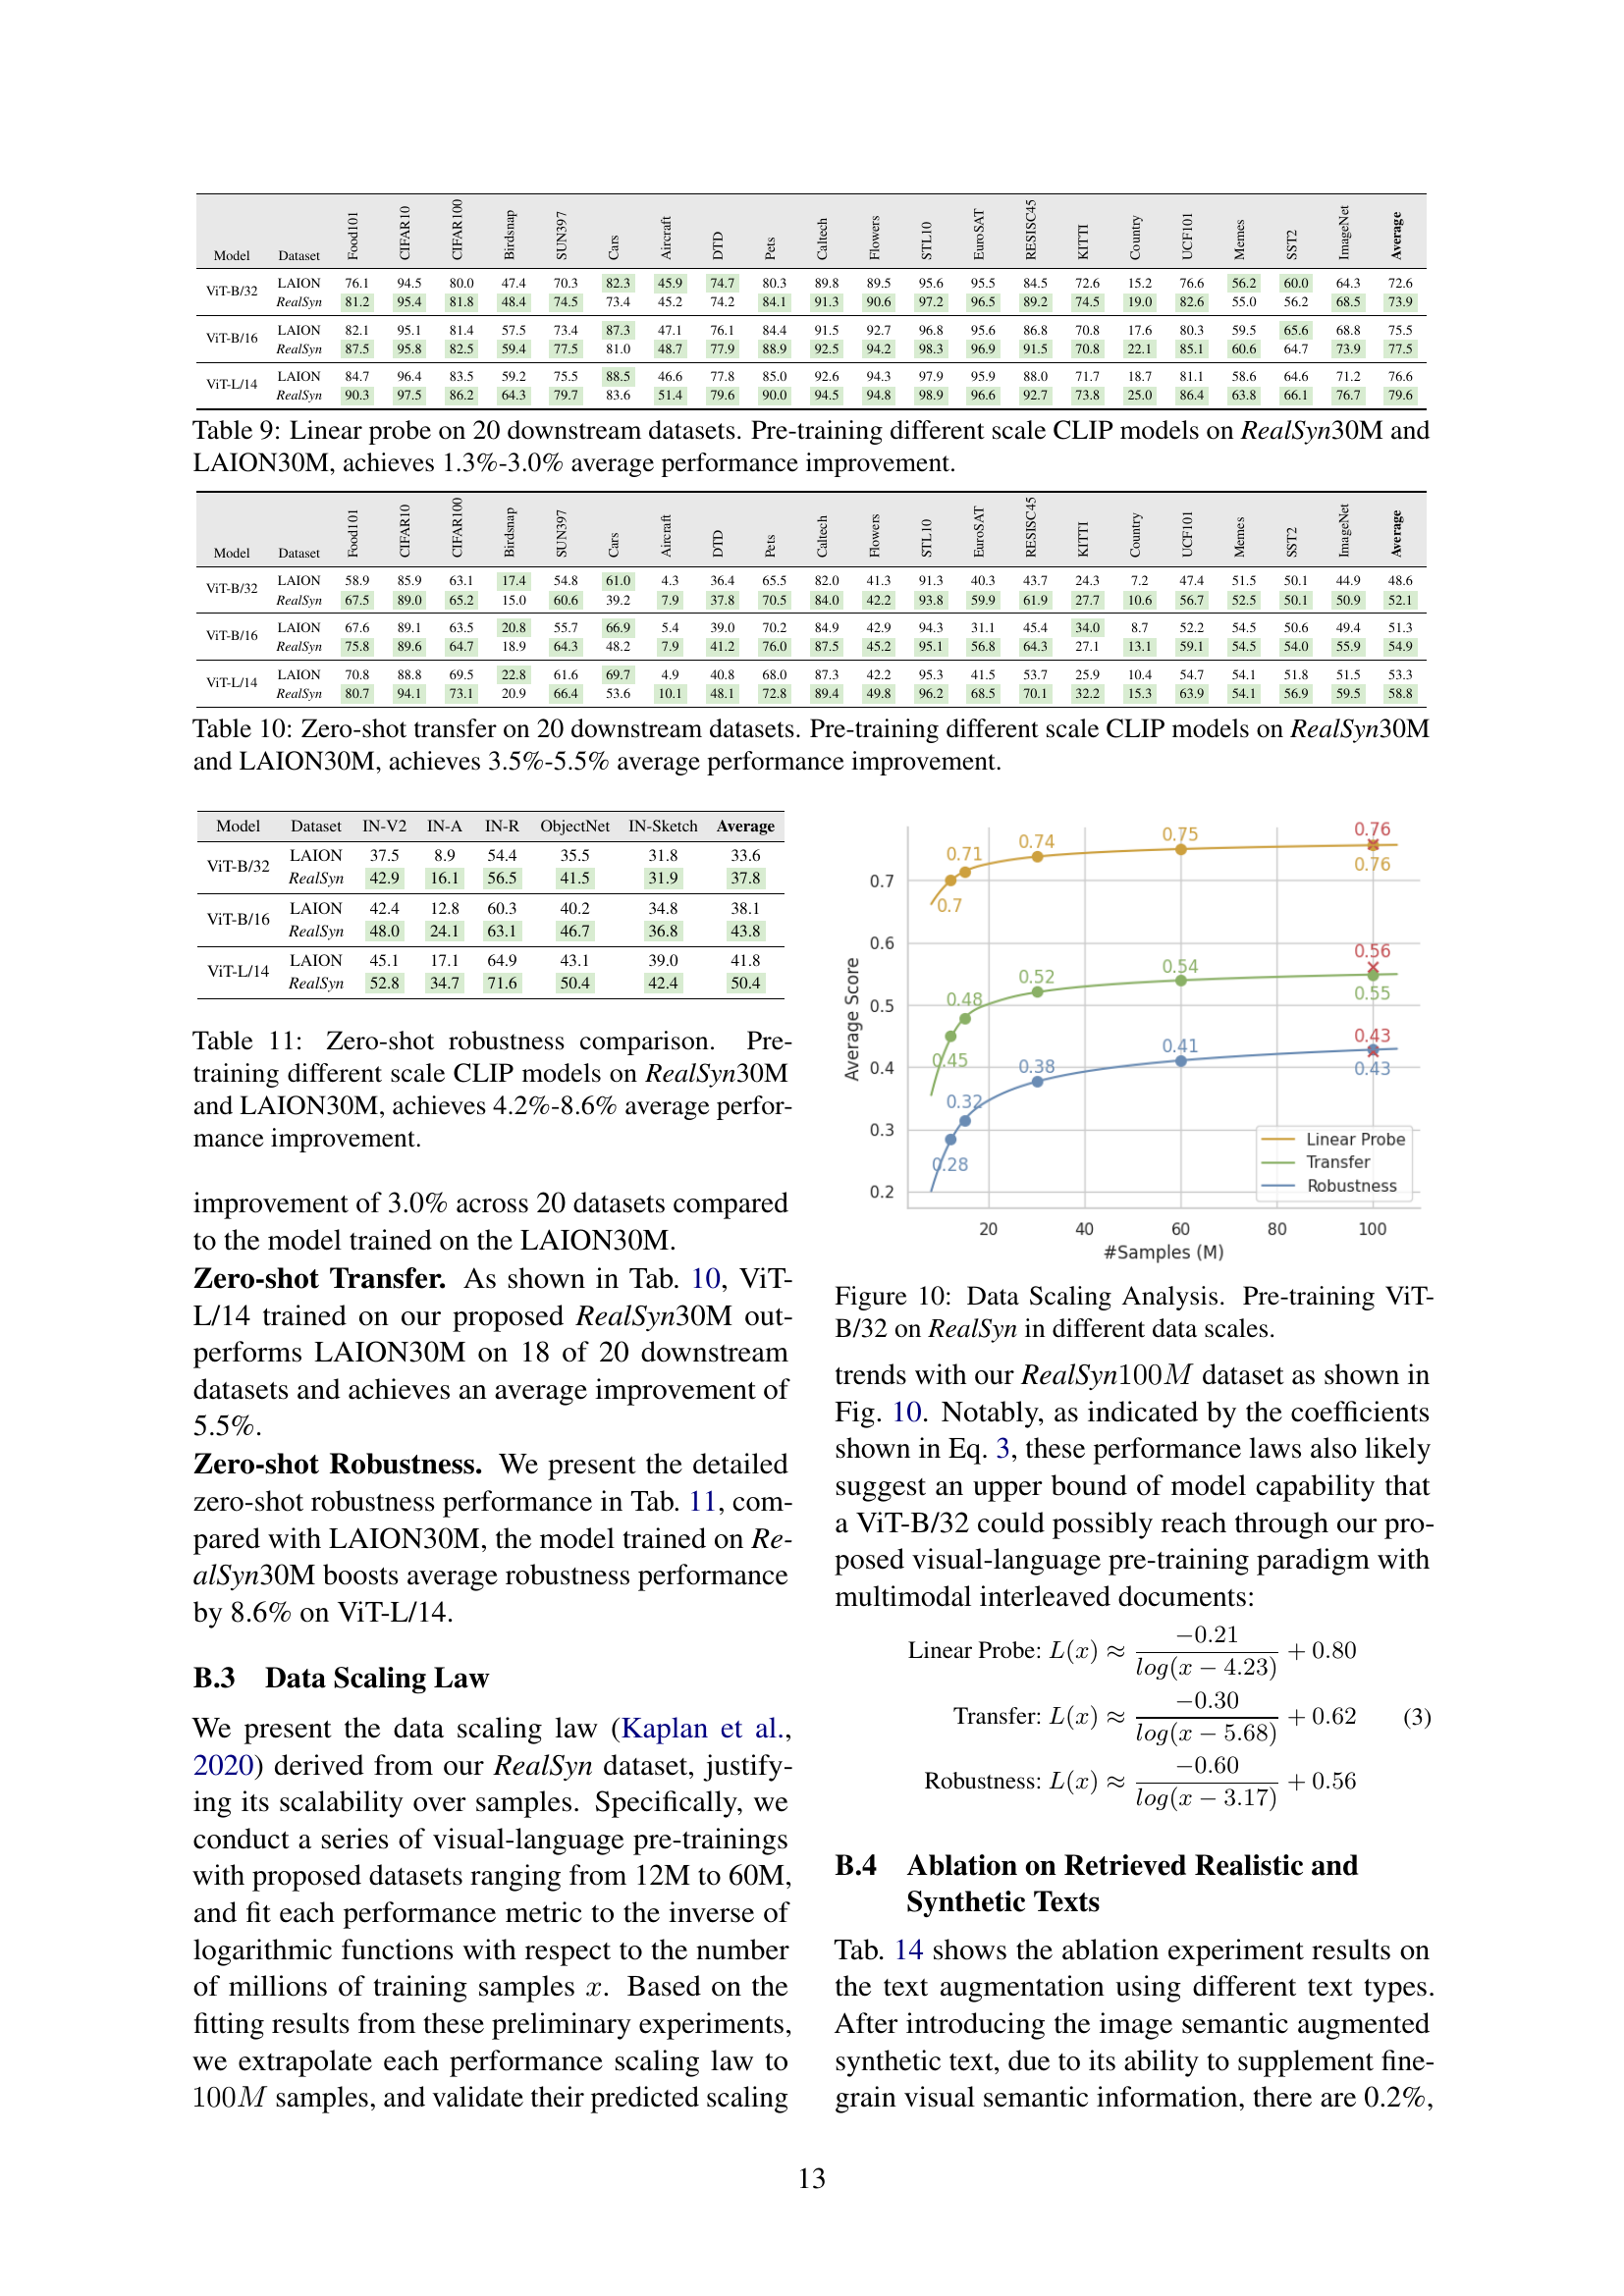 Model Dataset Food101 CIFAR10 CIFAR100 Birdsnap SUN397 Cars Aircraft DTD Pets Caltech Flowers STL10 EuroSAT RESISC45 KITTI Country UCF101 Memes SST2 ImageNet Average
ViT-B/32 LAION 76.1 94.5 80.0 47.4 70.3 82.3 45.9 74.7 80.3 89.8 89.5 95.6 95.5 84.5 72.6 15.2 76.6 56.2 60.0 64.3 72.6
RealSyn 81.2 95.4 81.8 48.4 74.5 73.4 45.2 74.2 84.1 91.3 90.6 97.2 96.5 89.2 74.5 19.0 82.6 55.0 56.2 68.5 73.9
ViT-B/16 LAION 82.1 95.1 81.4 57.5 73.4 87.3 47.1 76.1 84.4 91.5 92.7 96.8 95.6 86.8 70.8 17.6 80.3 59.5 65.6 68.8 75.5
RealSyn 87.5 95.8 82.5 59.4 77.5 81.0 48.7 77.9 88.9 92.5 94.2 98.3 96.9 91.5 70.8 22.1 85.1 60.6 64.7 73.9 77.5
ViT-L/14 LAION 84.7 96.4 83.5 59.2 75.5 88.5 46.6 77.8 85.0 92.6 94.3 97.9 95.9 88.0 71.7 18.7 81.1 58.6 64.6 71.2 76.6
RealSyn 90.3 97.5 86.2 64.3 79.7 83.6 51.4 79.6 90.0 94.5 94.8 98.9 96.6 92.7 73.8 25.0 86.4 63.8 66.1 76.7 79.6
Table 9: Linear probe on 20 downstream datasets. Pre-training different scale CLIP models on RealSyn30M and
LAION30M, achieves 1.3%-3.0% average performance improvement.
Model Dataset Food101 CIFAR10 CIFAR100 Birdsnap SUN397 Cars Aircraft DTD Pets Caltech Flowers STL10 EuroSAT RESISC45 KITTI Country UCF101 Memes SST2 ImageNet Average
ViT-B/32 LAION 58.9 85.9 63.1 17.4 54.8 61.0 4.3 36.4 65.5 82.0 41.3 91.3 40.3 43.7 24.3 7.2 47.4 51.5 50.1 44.9 48.6
RealSyn 67.5 89.0 65.2 15.0 60.6 39.2 7.9 37.8 70.5 84.0 42.2 93.8 59.9 61.9 27.7 10.6 56.7 52.5 50.1 50.9 52.1
ViT-B/16 LAION 67.6 89.1 63.5 20.8 55.7 66.9 5.4 39.0 70.2 84.9 42.9 94.3 31.1 45.4 34.0 8.7 52.2 54.5 50.6 49.4 51.3
RealSyn 75.8 89.6 64.7 18.9 64.3 48.2 7.9 41.2 76.0 87.5 45.2 95.1 56.8 64.3 27.1 13.1 59.1 54.5 54.0 55.9 54.9
ViT-L/14 LAION 70.8 88.8 69.5 22.8 61.6 69.7 4.9 40.8 68.0 87.3 42.2 95.3 41.5 53.7 25.9 10.4 54.7 54.1 51.8 51.5 53.3
RealSyn 80.7 94.1 73.1 20.9 66.4 53.6 10.1 48.1 72.8 89.4 49.8 96.2 68.5 70.1 32.2 15.3 63.9 54.1 56.9 59.5 58.8
Table 10: Zero-shot transfer on 20 downstream datasets. Pre-training different scale CLIP models on RealSyn30M
and LAION30M, achieves 3.5%-5.5% average performance improvement.
Model Dataset IN-V2 IN-A IN-R ObjectNet IN-Sketch Average
ViT-B/32 LAION 37.5 8.9 54.4 35.5 31.8 33.6
RealSyn 42.9 16.1 56.5 41.5 31.9 37.8
ViT-B/16 LAION 42.4 12.8 60.3 40.2 34.8 38.1
RealSyn 48.0 24.1 63.1 46.7 36.8 43.8
ViT-L/14 LAION 45.1 17.1 64.9 43.1 39.0 41.8
RealSyn 52.8 34.7 71.6 50.4 42.4 50.4
Table 11: Zero-shot robustness comparison. Pre-
training different scale CLIP models on RealSyn30M
and LAION30M, achieves 4.2%-8.6% average perfor-
mance improvement.
improvement of 3.0% across 20 datasets compared
to the model trained on the LAION30M.
Zero-shot Transfer. As shown in Tab. 10, ViT-
L/14 trained on our proposed RealSyn30M out-
performs LAION30M on 18 of 20 downstream
datasets and achieves an average improvement of
5.5%.
Zero-shot Robustness. We present the detailed
zero-shot robustness performance in Tab. 11, com-
pared with LAION30M, the model trained on Re-
alSyn30M boosts average robustness performance
by 8.6% on ViT-L/14.
B.3 Data Scaling Law
We present the data scaling law (Kaplan et al.,
2020) derived from our RealSyn dataset, justify-
ing its scalability over samples. Specifically, we
conduct a series of visual-language pre-trainings
with proposed datasets ranging from 12M to 60M,
and fit each performance metric to the inverse of
logarithmic functions with respect to the number
of millions of training samples x. Based on the
fitting results from these preliminary experiments,
we extrapolate each performance scaling law to
100M samples, and validate their predicted scaling
Average Score
0.7
0.6
0.5
0.4
0.3
0.2
0.7 0.71 0.74 0.75 0.76 0.76
0.45 0.48 0.52 0.54 0.56 0.55
0.28 0.32 0.38 0.41 0.43 0.43
Linear Probe
Transfer
Robustness
20 40 60 80 100
#Samples (M)
Figure 10: Data Scaling Analysis. Pre-training ViT-
B/32 on RealSyn in different data scales.
trends with our RealSyn100M dataset as shown in
Fig. 10. Notably, as indicated by the coefficients
shown in Eq. 3, these performance laws also likely
suggest an upper bound of model capability that
a ViT-B/32 could possibly reach through our pro-
posed visual-language pre-training paradigm with
multimodal interleaved documents:
Linear Probe: L(x) ≈ −0.21 / log(x − 4.23) + 0.80
Transfer: L(x) ≈ −0.30 / log(x − 5.68) + 0.62 (3)
Robustness: L(x) ≈ −0.60 / log(x − 3.17) + 0.56
B.4 Ablation on Retrieved Realistic and
Synthetic Texts
Tab. 14 shows the ablation experiment results on
the text augmentation using different text types.
After introducing the image semantic augmented
synthetic text, due to its ability to supplement fine-
grain visual semantic information, there are 0.2%,
13